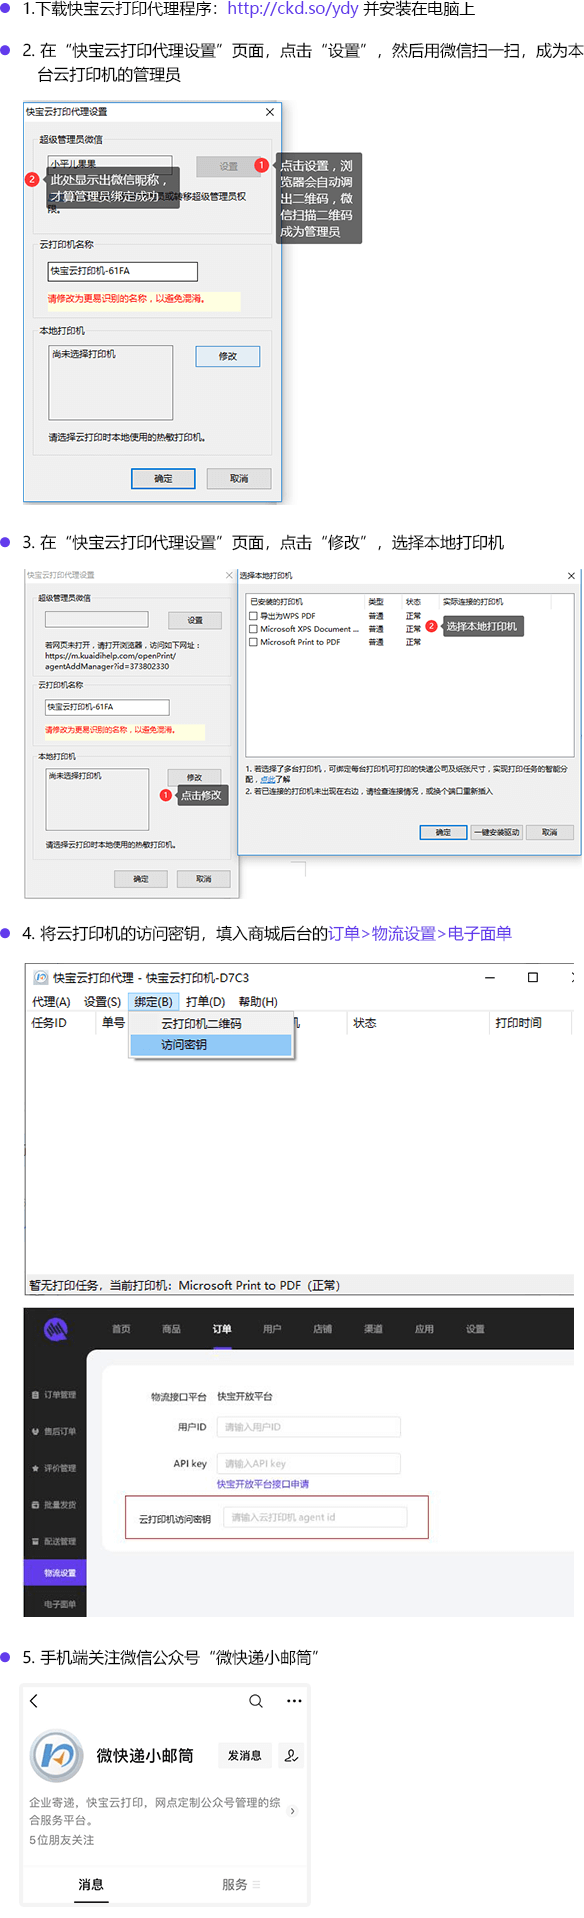 1.下载快宝云打印代理程序：http://ckd.so/ydy 并安装在电脑上
2. 在“快宝云打印代理设置”页面，点击“设置”，然后用微信扫一扫，成为本
台云打印机的管理员
快宝云打印代理设置
超级管理员微信
小平儿果果
设置
1
点击设置，浏
览器会自动调
出二维码，微
信扫描二维码
成为管理员
2
此处显示出微信昵称，
才算管理员绑定成功
员或转移超级管理员权
限。
云打印机名称
快宝云打印机-61FA
请修改为更易识别的名称，以避免混淆。
本地打印机
尚未选择打印机
修改
请选择云打印时本地使用的热敏打印机。
确定
取消
3. 在“快宝云打印代理设置”页面，点击“修改”，选择本地打印机
快宝云打印代理设置
超级管理员微信
设置
若网页未打开，请打开浏览器，访问如下网址：
https://m.kuaidihelp.com/openPrint/
agentAddManager?id=373802330
云打印机名称
快宝云打印机-61FA
请修改为更易识别的名称，以避免混淆。
本地打印机
尚未选择打印机
修改
1
点击修改
请选择云打印时本地使用的热敏打印机。
确定
取消
选择本地打印机
已安装的打印机 类型 状态 实际连接的打印机
导出为WPS PDF 普通 正常
Microsoft XPS Document ... 普通 正常
Microsoft Print to PDF 普通 正常
2
选择本地打印机
1. 若选择了多台打印机，可绑定每台打印机可打印的快递公司及纸张尺寸，实现打印任务的智能分
配，点此了解
2. 若已连接的打印机未出现在右边，请检查连接情况，或换个端口重新插入
确定
一键安装驱动
取消
4. 将云打印机的访问密钥，填入商城后台的订单>物流设置>电子面单
快宝云打印代理 - 快宝云打印机-D7C3
代理(A) 设置(S) 绑定(B) 打单(D) 帮助(H)
任务ID 单号 机 状态 打印时间
云打印机二维码
访问密钥
暂无打印任务，当前打印机：Microsoft Print to PDF（正常）
首页 商品 订单 用户 店铺 渠道 应用 设置
订单管理
售后订单
评价管理
批量发货
配送管理
物流设置
电子面单
物流接口平台 快宝开放平台
用户ID 请输入用户ID
API key 请输入API key
快宝开放平台接口申请
云打印机访问密钥 请输入云打印机 agent id
5. 手机端关注微信公众号“微快递小邮筒”
微快递小邮筒
发消息
企业寄递，快宝云打印，网点定制公众号管理的综
合服务平台。
5位朋友关注
消息
服务